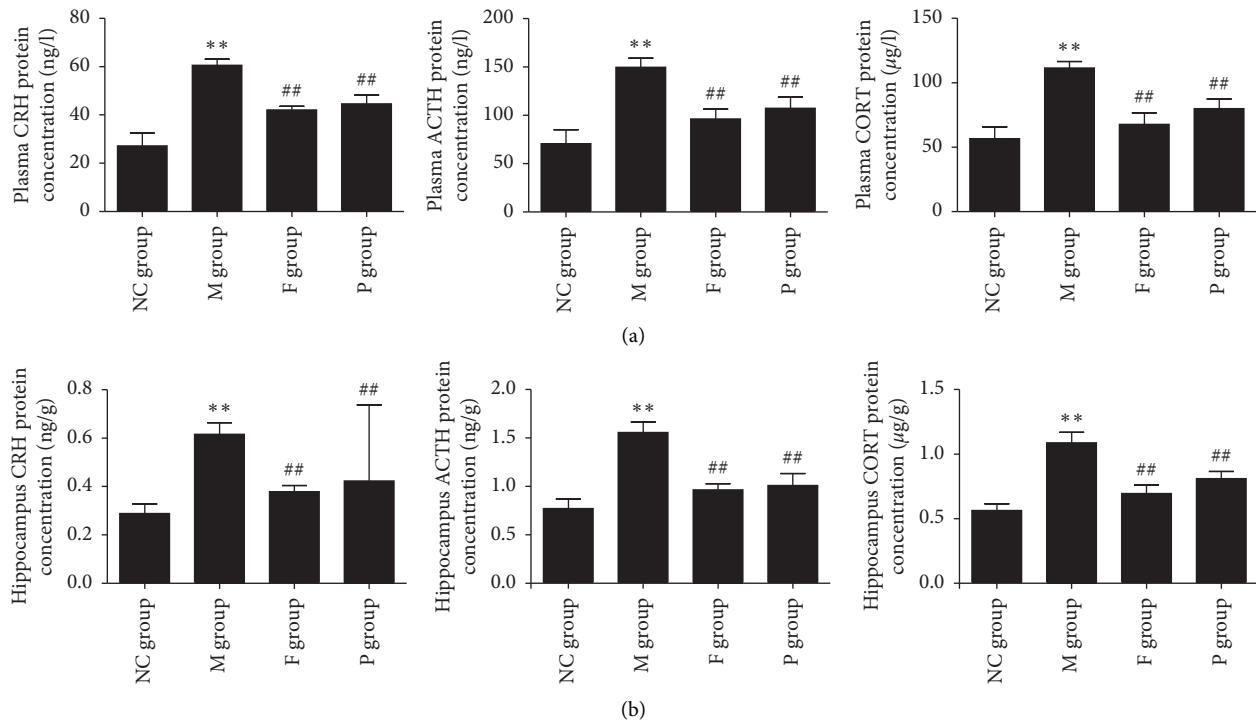 Plasma CRH protein
concentration (ng/l)
80
60
40
20
0
**
##
##
NC group
M group
F group
P group
Plasma ACTH protein
concentration (ng/l)
200
150
100
50
0
**
##
##
NC group
M group
F group
P group
Plasma CORT protein
concentration (μg/l)
150
100
50
0
**
##
##
NC group
M group
F group
P group
(a)
Hippocampus CRH protein
concentration (ng/g)
0.8
0.6
0.4
0.2
0.0
**
##
##
NC group
M group
F group
P group
Hippocampus ACTH protein
concentration (ng/g)
2.0
1.5
1.0
0.5
0.0
**
##
##
NC group
M group
F group
P group
Hippocampus CORT protein
concentration (μg/g)
1.5
1.0
0.5
0.0
**
##
##
NC group
M group
F group
P group
(b)